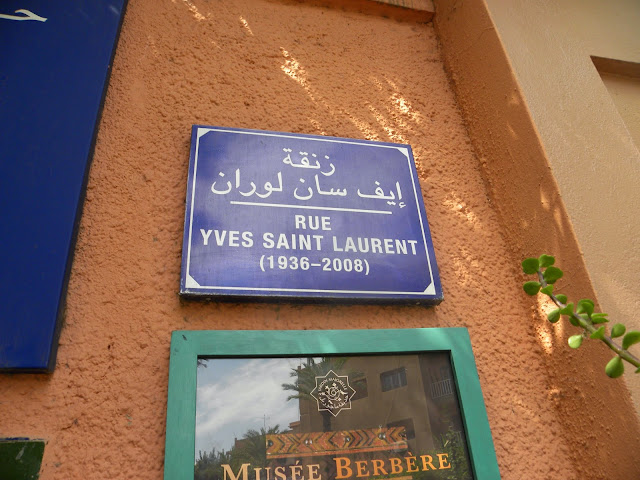 زنقة
إيف سان لوران
RUE
YVES SAINT LAURENT
(1936–2008)
MUSÉE BERBÈRE